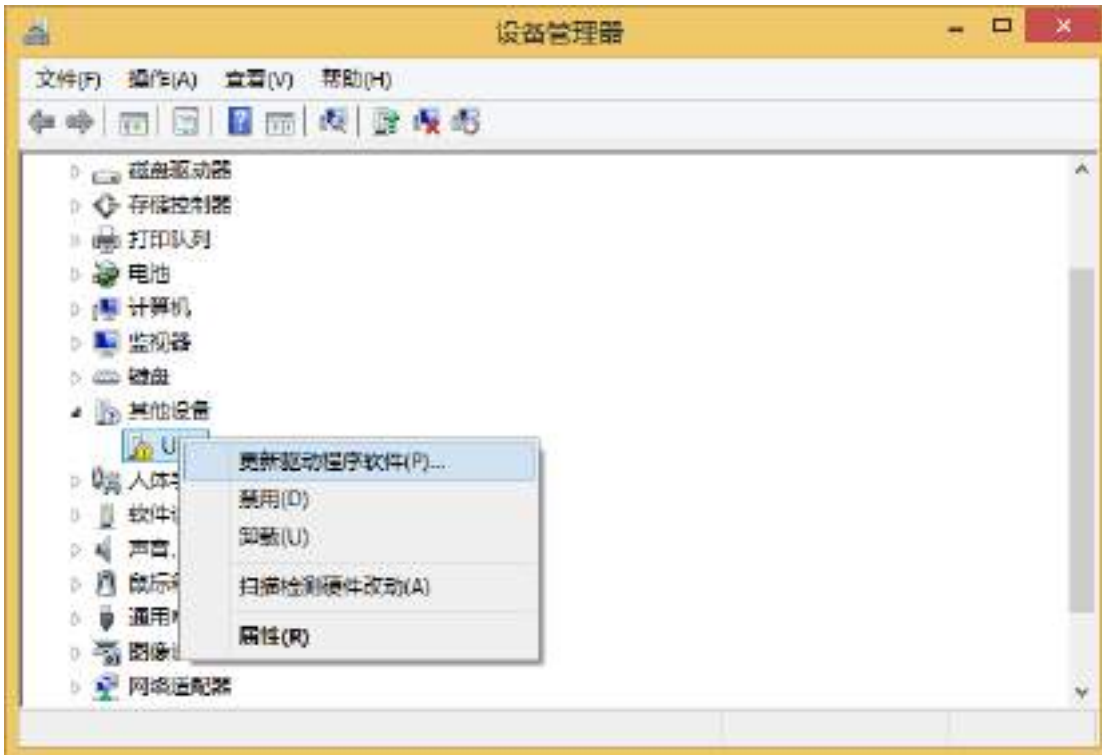 设备管理器
文件(F) 操作(A) 查看(V) 帮助(H)
磁盘驱动器
存储控制器
打印队列
电池
计算机
监视器
键盘
其他设备
U
更新驱动程序软件(P)...
人体
禁用(D)
软件
卸载(U)
声音
鼠标
扫描检测硬件改动(A)
通用
属性(R)
图像
网络适配器